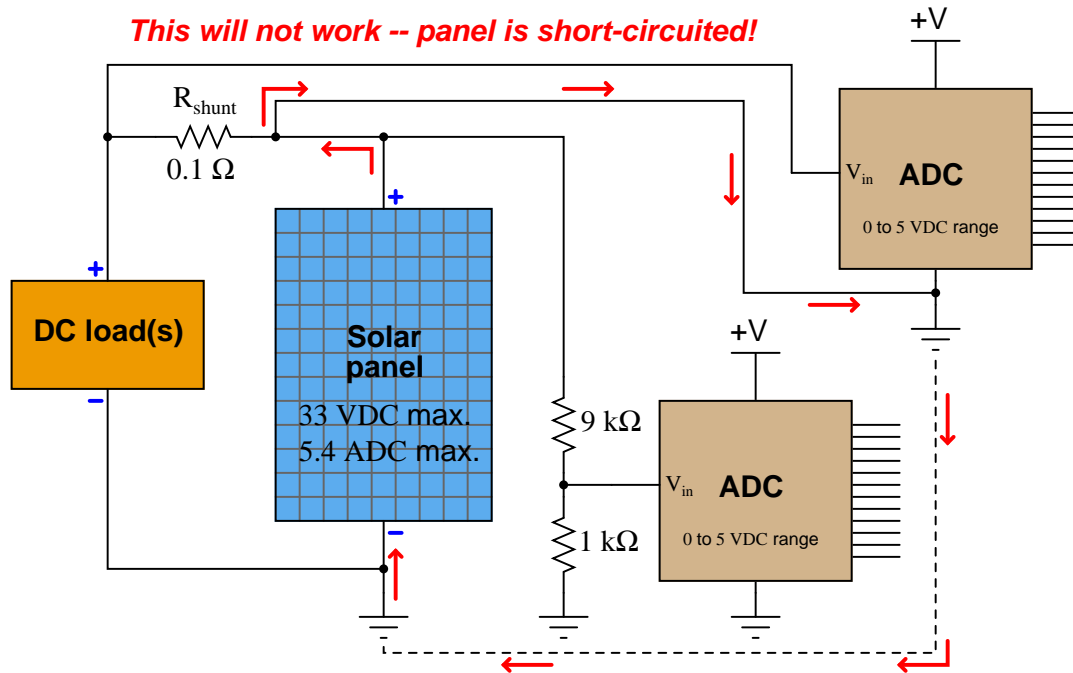 This will not work -- panel is short-circuited!
+V
R shunt
0.1 Ω
V in
ADC
0 to 5 VDC range
+
+
DC load(s)
−
Solar
panel
33 VDC max.
5.4 ADC max.
−
+V
9 kΩ
V in
ADC
0 to 5 VDC range
1 kΩ